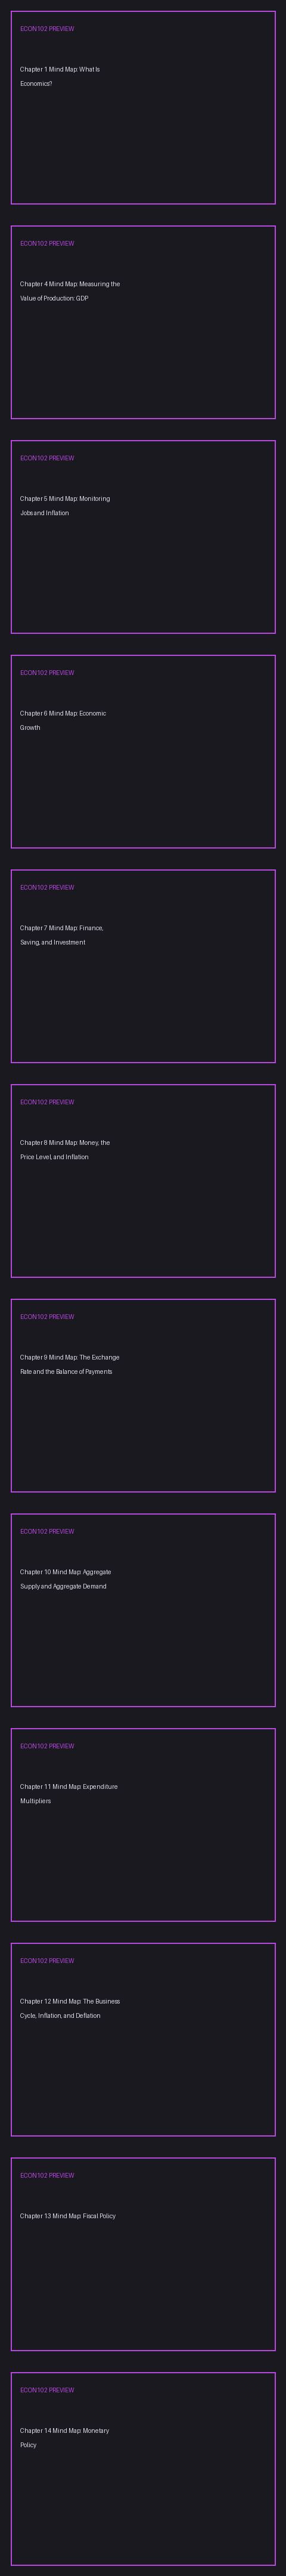 ECON102 PREVIEW
Chapter 1 Mind Map: What Is
Economics?
ECON102 PREVIEW
Chapter 4 Mind Map: Measuring the
Value of Production: GDP
ECON102 PREVIEW
Chapter 5 Mind Map: Monitoring
Jobs and Inflation
ECON102 PREVIEW
Chapter 6 Mind Map: Economic
Growth
ECON102 PREVIEW
Chapter 7 Mind Map: Finance,
Saving, and Investment
ECON102 PREVIEW
Chapter 8 Mind Map: Money, the
Price Level, and Inflation
ECON102 PREVIEW
Chapter 9 Mind Map: The Exchange
Rate and the Balance of Payments
ECON102 PREVIEW
Chapter 10 Mind Map: Aggregate
Supply and Aggregate Demand
ECON102 PREVIEW
Chapter 11 Mind Map: Expenditure
Multipliers
ECON102 PREVIEW
Chapter 12 Mind Map: The Business
Cycle, Inflation, and Deflation
ECON102 PREVIEW
Chapter 13 Mind Map: Fiscal Policy
ECON102 PREVIEW
Chapter 14 Mind Map: Monetary
Policy